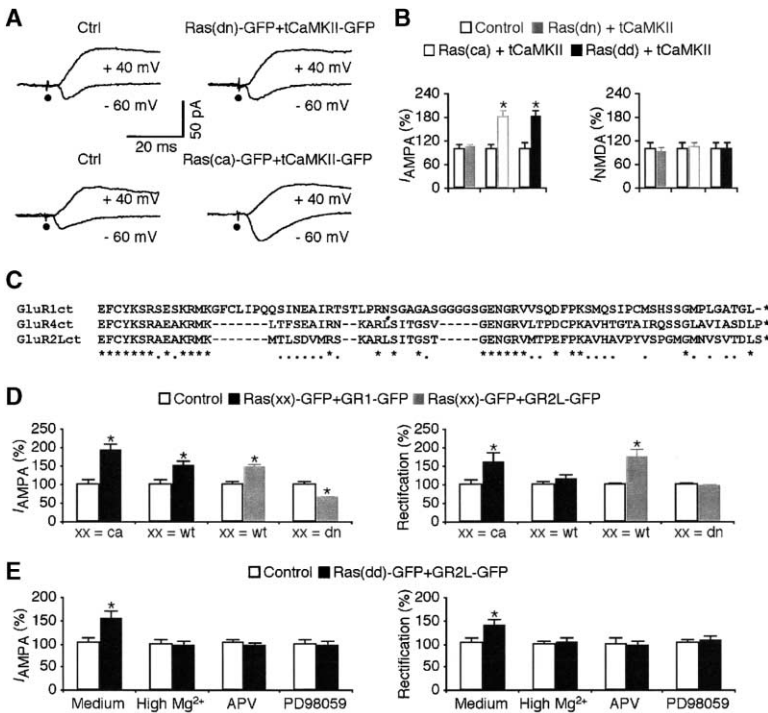 A
Ctrl
Ras(dn)-GFP+tCaMKII-GFP
+ 40 mV
+ 40 mV
- 60 mV
- 60 mV
50 pA
20 ms
Ctrl
Ras(ca)-GFP+tCaMKII-GFP
+ 40 mV
+ 40 mV
- 60 mV
- 60 mV
B
Control Ras(dn) + tCaMKII
Ras(ca) + tCaMKII Ras(dd) + tCaMKII
I AMPA (%)
240
180
120
60
0
* *
I NMDA (%)
240
180
120
60
0
C
GluR1ct EFCYKSRSESKRMKGFCLIPQQSINEAIRTSTLPRNSGAGASGGGGSGENGRVVSQDFPKSMQSIPCMSHSSGMPLGATGL-*
GluR4ct EFCYKSRAEAKRMK-------LTFSEAIRN--KARLSITGSV-----GENGRVLTPDCPKAVHTGTAIRQSSGLAVIASDLP*
GluR2Lct EFCYKSRAEAKRMK-------MTLSDVMRS--KARLSITGST-----GENGRVMTPEFPKAVHAVPYVSPGMGMNVSVTDLS*
D
Control Ras(xx)-GFP+GR1-GFP Ras(xx)-GFP+GR2L-GFP
I AMPA (%)
250
200
150
100
50
0
* * * *
xx = ca xx = wt xx = wt xx = dn
Rectifcation (%)
250
200
150
100
50
0
* *
xx = ca xx = wt xx = wt xx = dn
E
Control Ras(dd)-GFP+GR2L-GFP
I AMPA (%)
200
150
100
50
0
*
Medium High Mg2+ APV PD98059
Rectification (%)
200
150
100
50
0
*
Medium High Mg2+ APV PD98059